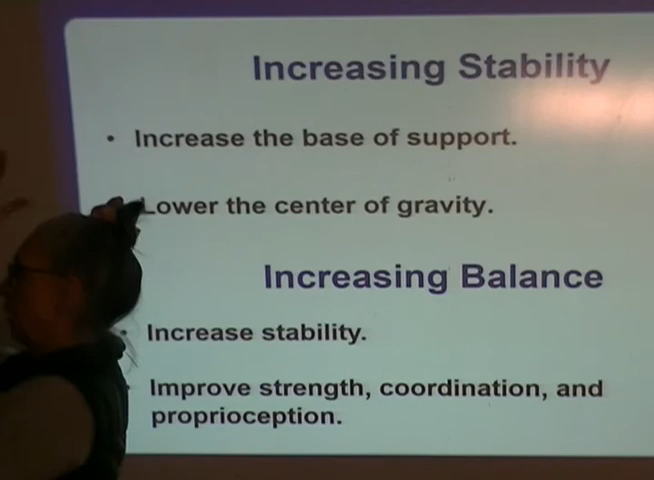 Increasing Stability
• Increase the base of support.
Lower the center of gravity.
Increasing Balance
• Increase stability.
Improve strength, coordination, and
proprioception.